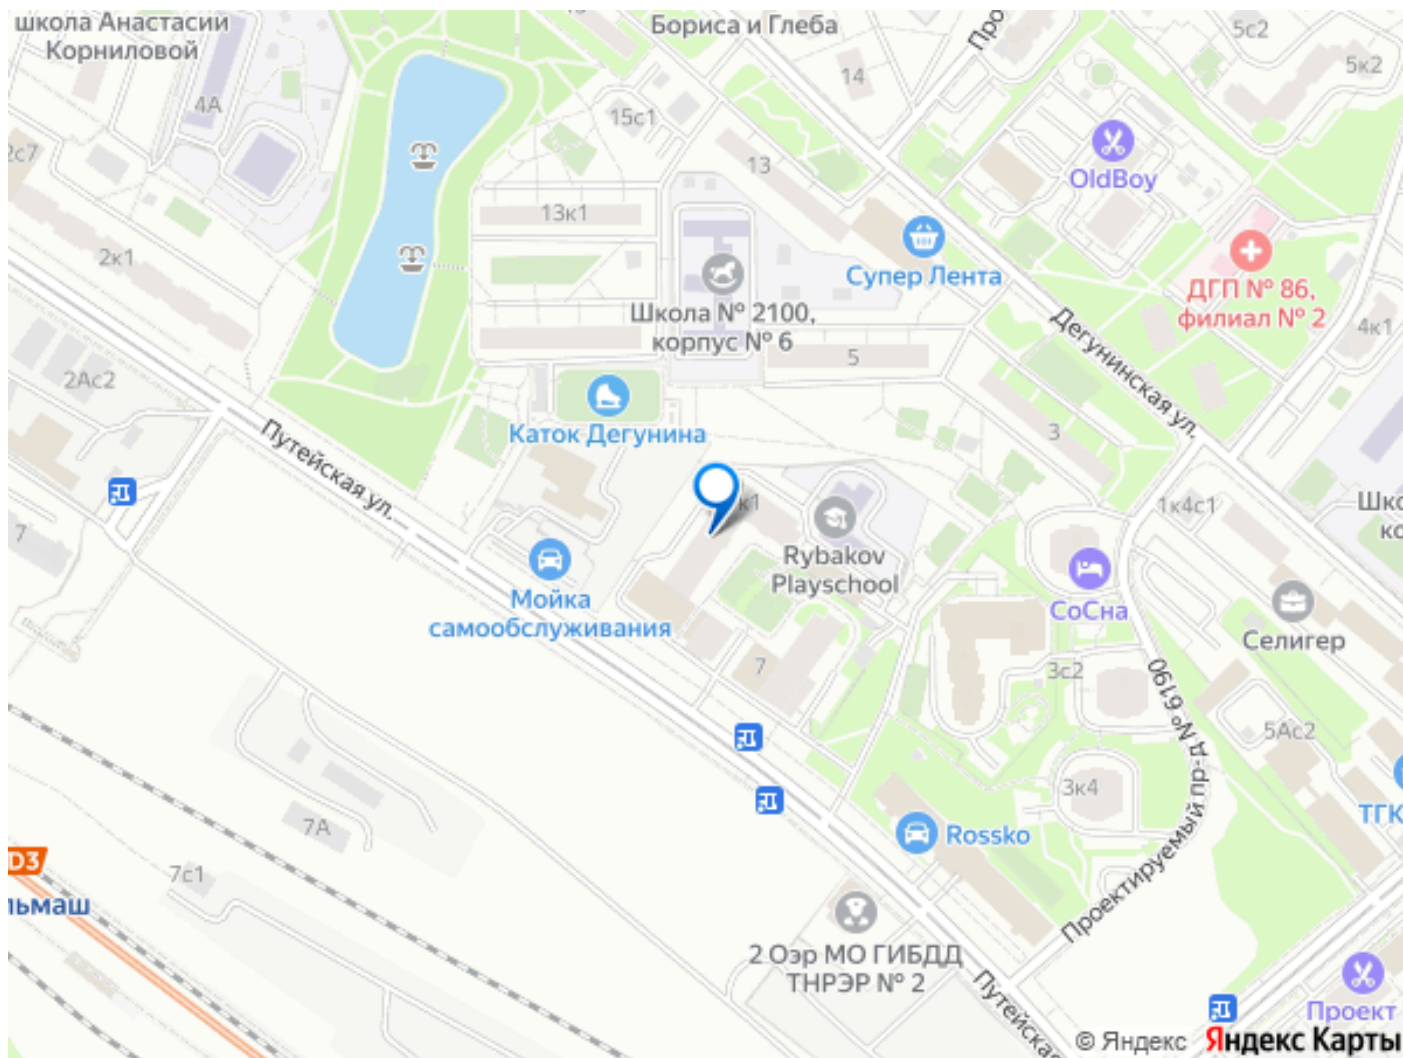 школа Анастасии
Корниловой
Бориса и Глеба
5с2
5к2
14
4А
15с1
2с7
13
OldBoy
13к1
2к1
Супер Лента
ДГП № 86,
филиал № 2
Школа № 2100,
корпус № 6
4к1
5
Дегунинская ул.
2Ас2
Каток Дегунина
3
Путейская ул.
к1
1к4с1
7
Rybakov
Playschool
Мойка
самообслуживания
СоСна
Селигер
7
3с2
Проектируемый пр-д № 6190
5Ас2
3к4
7А
Rossko
ТГК
D3
7с1
льмаш
2 Оэр МО ГИБДД
ТНРЭР № 2
Путейская
Проект
© Яндекс Яндекс Карты